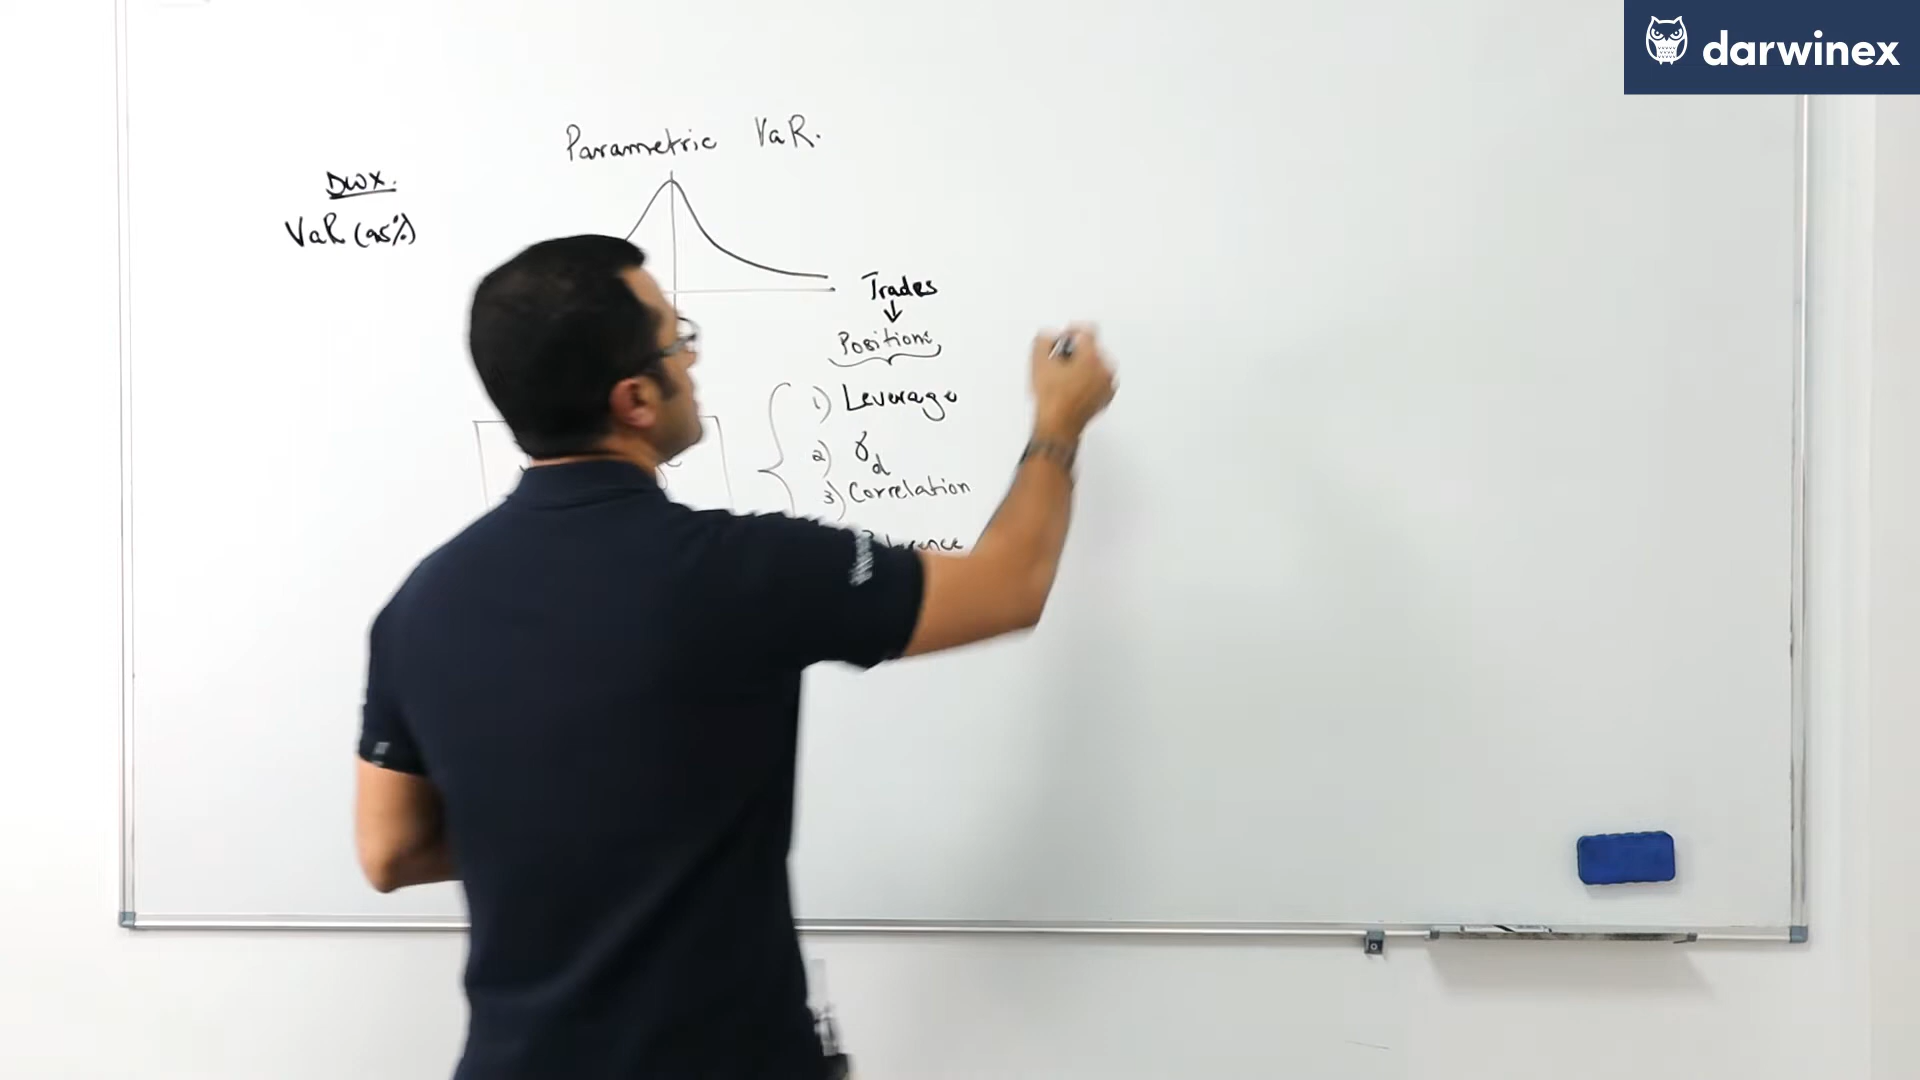 darwinex
Parametric VaR.
DWX.
VaR (95%)
Trades
↓
Positions
1) Leverage
2) σd
3) Correlation